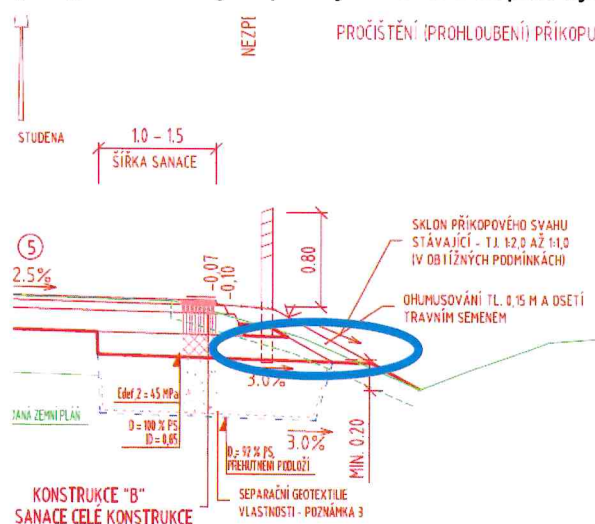 PROČIŠTĚNÍ (PROHLOUBENÍ) PŘÍKOPU
NEZPE
STUDENA
1.0 - 1.5
ŠÍŘKA SANACE
5
2.5%
-0,07
-0,10
0.80
SKLON PŘÍKOPOVÉHO SVAHU
STÁVAJÍCÍ - TJ. 1:2,0 AŽ 1:1,0
(V OBTÍŽNÝCH PODMÍNKÁCH)
OHUMUSOVÁNÍ TL. 0,15 M A OSETÍ
TRAVNÍM SEMENEM
3.0%
Edef,2 = 45 MPa
ZEMNÍ PLÁŇ
D = 100 % PS
ID = 0,85
D = 92 % PS,
PŘEHUTNĚNÍ PODLOŽÍ
3.0%
MIN. 0.20
KONSTRUKCE "B"
SANACE CELÉ KONSTRUKCE
SEPARAČNÍ GEOTEXTILIE
VLASTNOSTI - POZNÁMKA 3